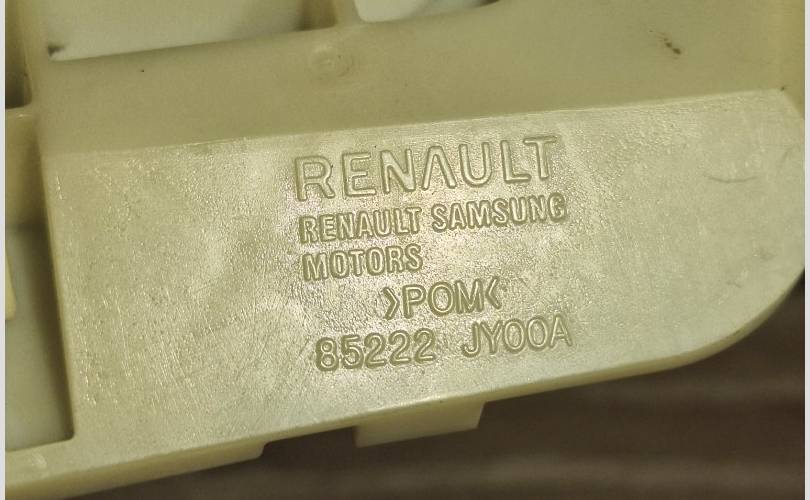 RENAULT
RENAULT SAMSUNG
MOTORS
>POM<
85222 JY00A